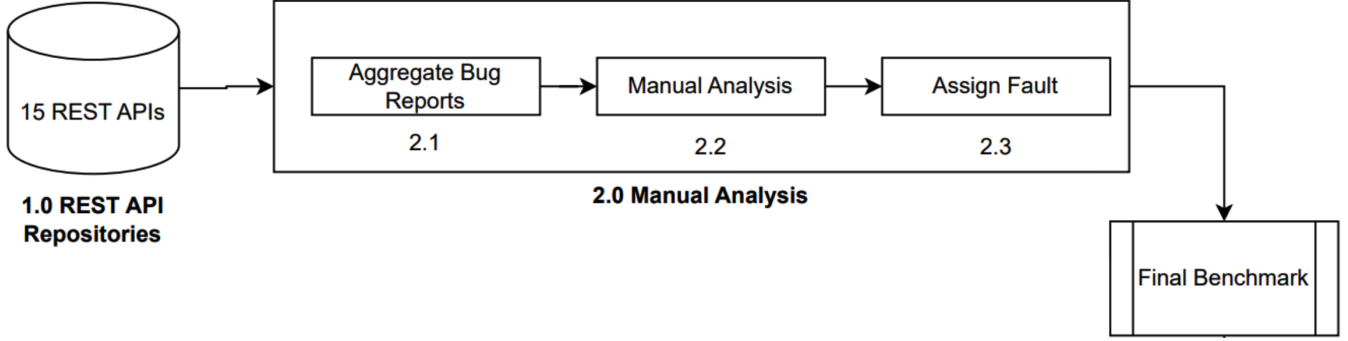 15 REST APIs
1.0 REST API
Repositories
Aggregate Bug
Reports
2.1
Manual Analysis
2.2
Assign Fault
2.3
2.0 Manual Analysis
Final Benchmark